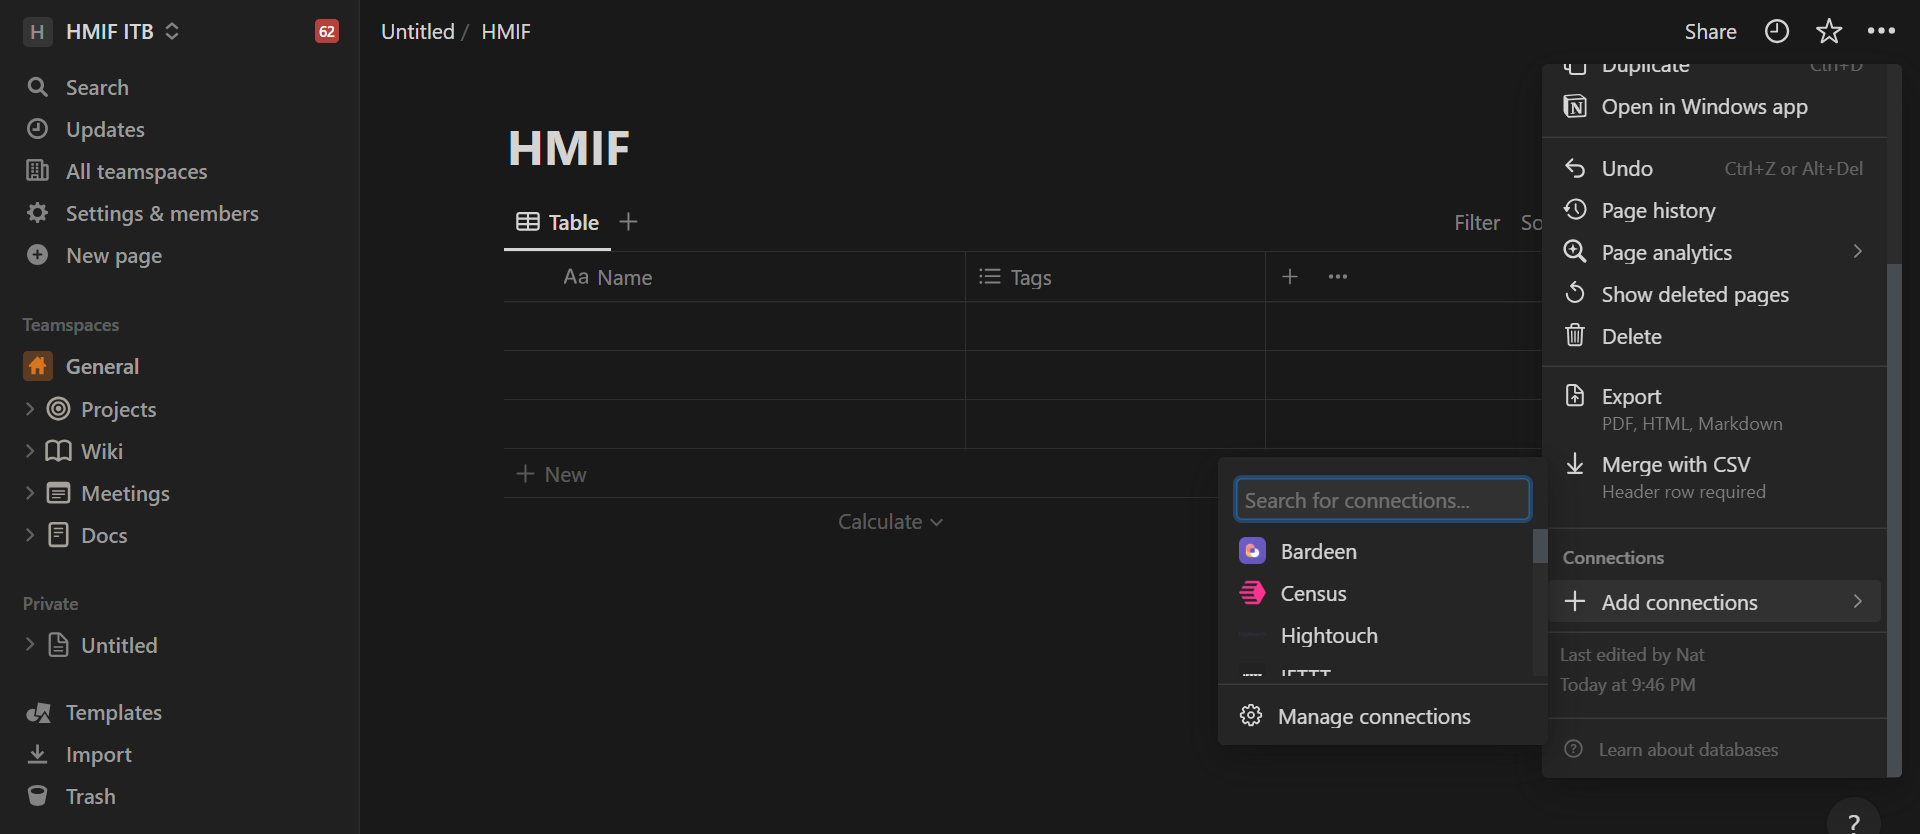 H HMIF ITB 62
Search
Updates
All teamspaces
Settings & members
New page
Teamspaces
General
Projects
Wiki
Meetings
Docs
Private
Untitled
Templates
Import
Trash
Untitled / HMIF
Share
HMIF
Table
Filter So
Aa Name
Tags
New
Calculate
Search for connections...
Bardeen
Census
Hightouch
IFTTT
Manage connections
Duplicate Ctrl+D
Open in Windows app
Undo Ctrl+Z or Alt+Del
Page history
Page analytics
Show deleted pages
Delete
Export
PDF, HTML, Markdown
Merge with CSV
Header row required
Connections
Add connections
Last edited by Nat
Today at 9:46 PM
? Learn about databases
?